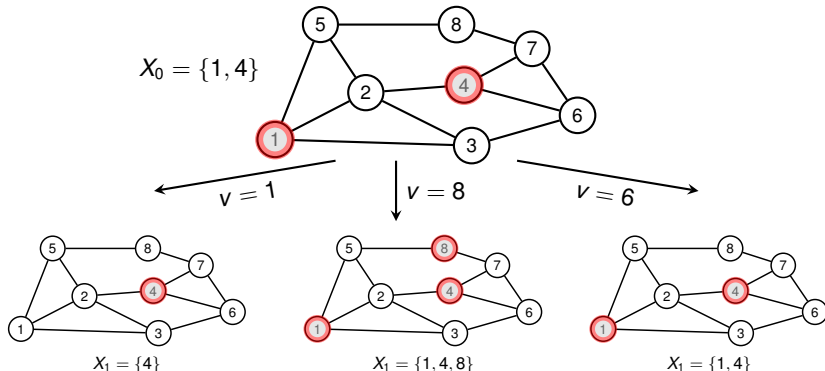 5 8
7
X₀ = {1, 4}
2 4
6
1 3
v = 1 v = 8 v = 6
5 8 5 8 5 8
7 7 7
2 4 2 4 2 4
6 6 6
1 3 1 3 1 3
X₁ = {4} X₁ = {1, 4, 8} X₁ = {1, 4}